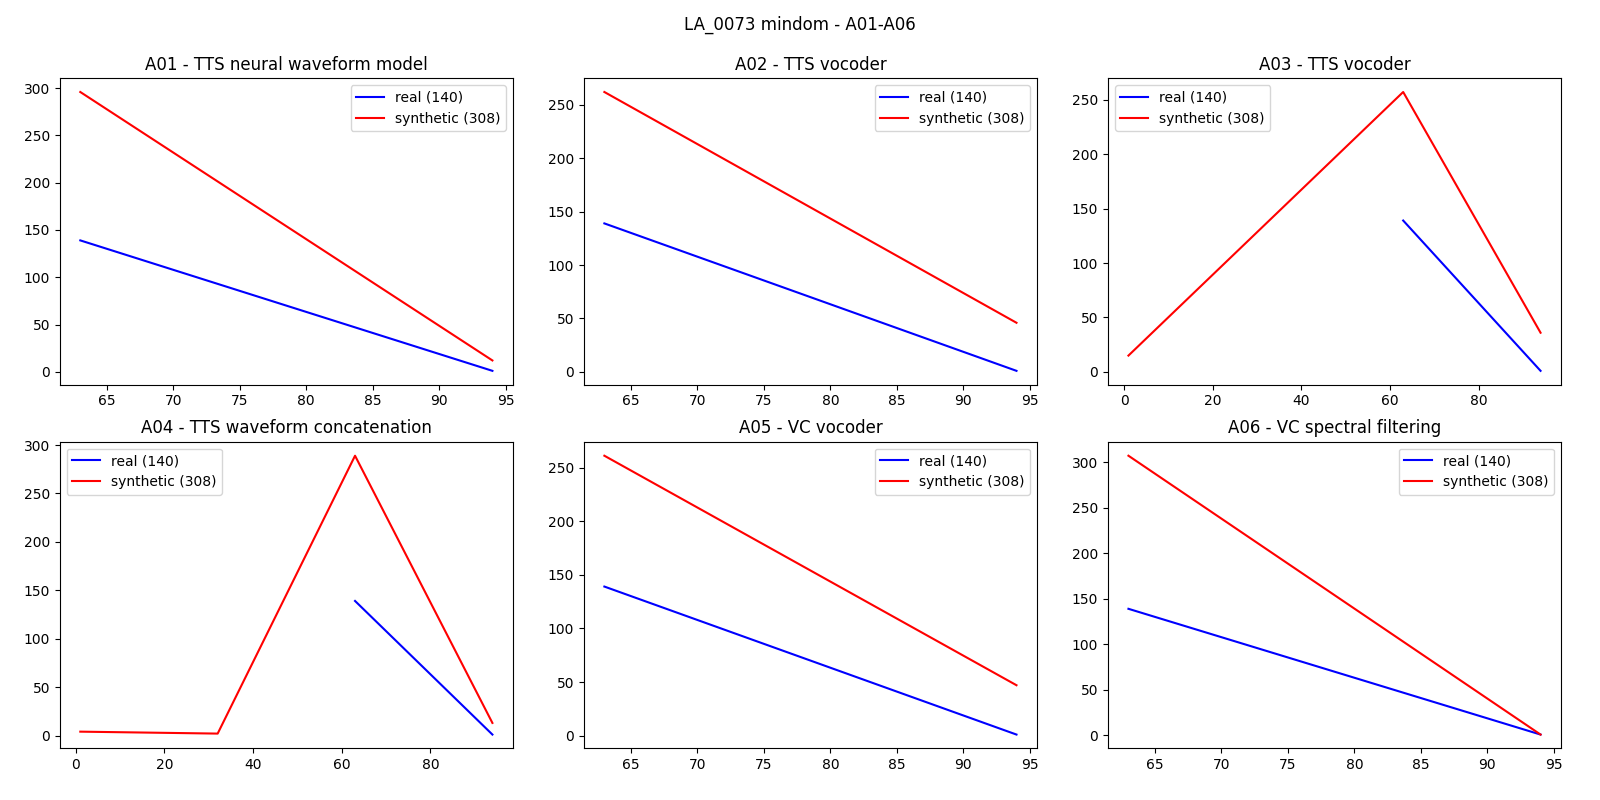 LA_0073 mindom - A01-A06
A01 - TTS neural waveform model
300
250
200
150
100
50
0
65 70 75 80 85 90 95
real (140)
synthetic (308)
A02 - TTS vocoder
250
200
150
100
50
0
65 70 75 80 85 90 95
real (140)
synthetic (308)
A03 - TTS vocoder
250
200
150
100
50
0
0 20 40 60 80
real (140)
synthetic (308)
A04 - TTS waveform concatenation
300
250
200
150
100
50
0
0 20 40 60 80
real (140)
synthetic (308)
A05 - VC vocoder
250
200
150
100
50
0
65 70 75 80 85 90 95
real (140)
synthetic (308)
A06 - VC spectral filtering
300
250
200
150
100
50
0
65 70 75 80 85 90 95
real (140)
synthetic (308)